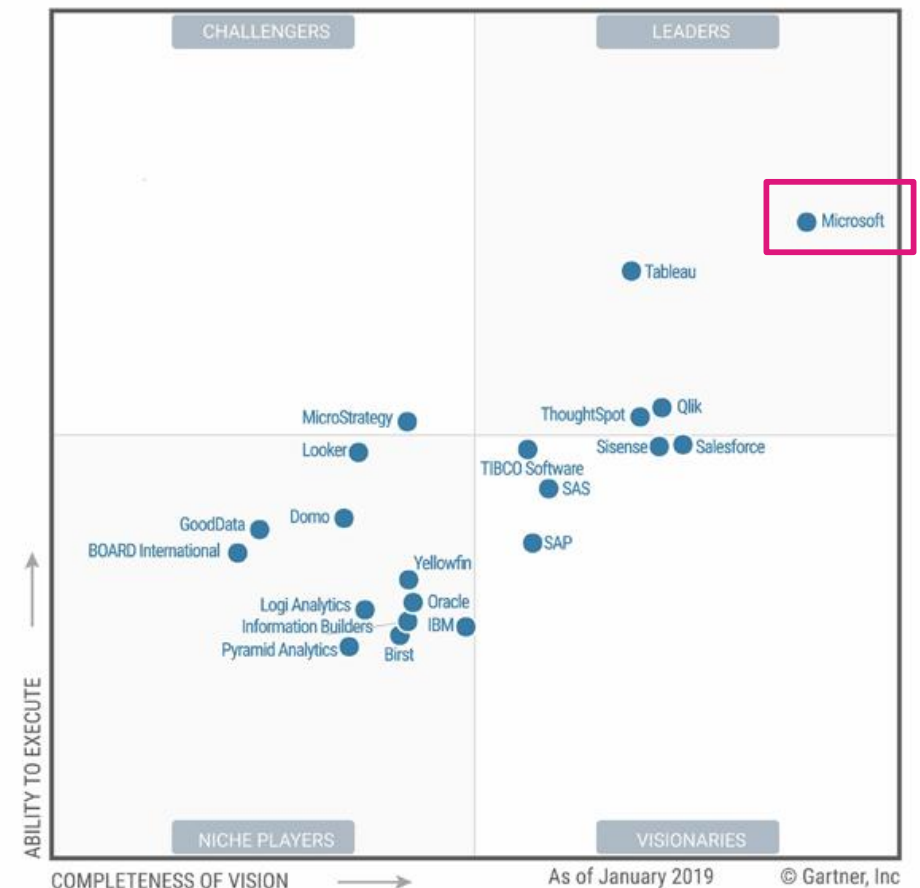 CHALLENGERS
LEADERS
Microsoft
Tableau
MicroStrategy
ThoughtSpot
Qlik
Looker
Sisense
Salesforce
TIBCO Software
SAS
Domo
GoodData
BOARD International
SAP
Yellowfin
Logi Analytics
Oracle
Information Builders
IBM
Pyramid Analytics
Birst
ABILITY TO EXECUTE
NICHE PLAYERS
VISIONARIES
COMPLETENESS OF VISION
As of January 2019
© Gartner, Inc